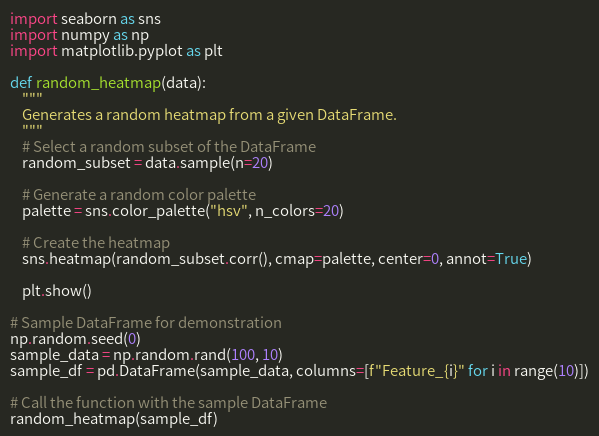 import seaborn as sns
import numpy as np
import matplotlib.pyplot as plt

def random_heatmap(data):
    """
    Generates a random heatmap from a given DataFrame.
    """
    # Select a random subset of the DataFrame
    random_subset = data.sample(n=20)

    # Generate a random color palette
    palette = sns.color_palette("hsv", n_colors=20)

    # Create the heatmap
    sns.heatmap(random_subset.corr(), cmap=palette, center=0, annot=True)

    plt.show()

# Sample DataFrame for demonstration
np.random.seed(0)
sample_data = np.random.rand(100, 10)
sample_df = pd.DataFrame(sample_data, columns=[f"Feature_{i}" for i in range(10)])

# Call the function with the sample DataFrame
random_heatmap(sample_df)